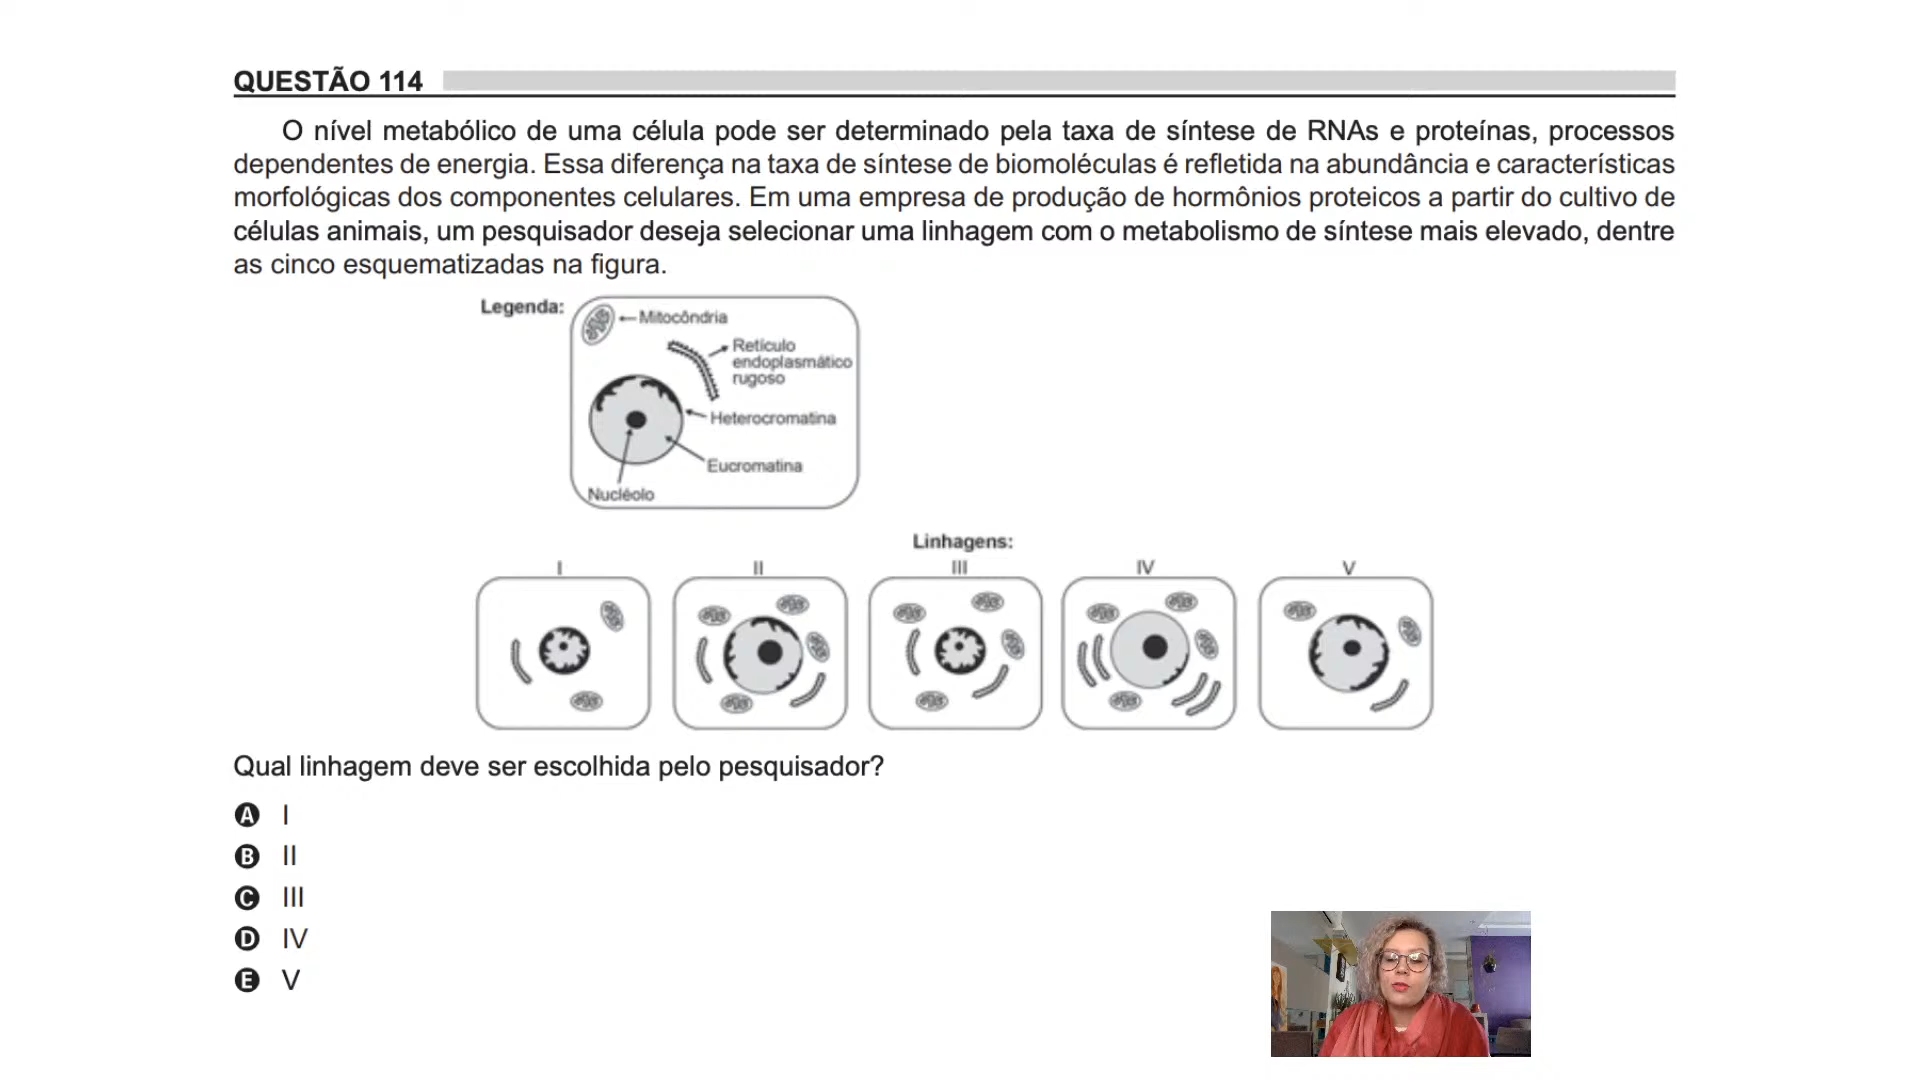 QUESTÃO 114
O nível metabólico de uma célula pode ser determinado pela taxa de síntese de RNAs e proteínas, processos
dependentes de energia. Essa diferença na taxa de síntese de biomoléculas é refletida na abundância e características
morfológicas dos componentes celulares. Em uma empresa de produção de hormônios proteicos a partir do cultivo de
células animais, um pesquisador deseja selecionar uma linhagem com o metabolismo de síntese mais elevado, dentre
as cinco esquematizadas na figura.
Legenda:
Mitocôndria
Retículo
endoplasmático
rugoso
Heterocromatina
Eucromatina
Nucléolo
Linhagens:
I II III IV V
Qual linhagem deve ser escolhida pelo pesquisador?
A I
B II
C III
D IV
E V